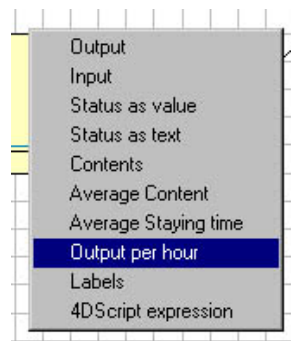 Output
Input
Status as value
Status as text
Contents
Average Content
Average Staying time
Output per hour
Labels
4DScript expression